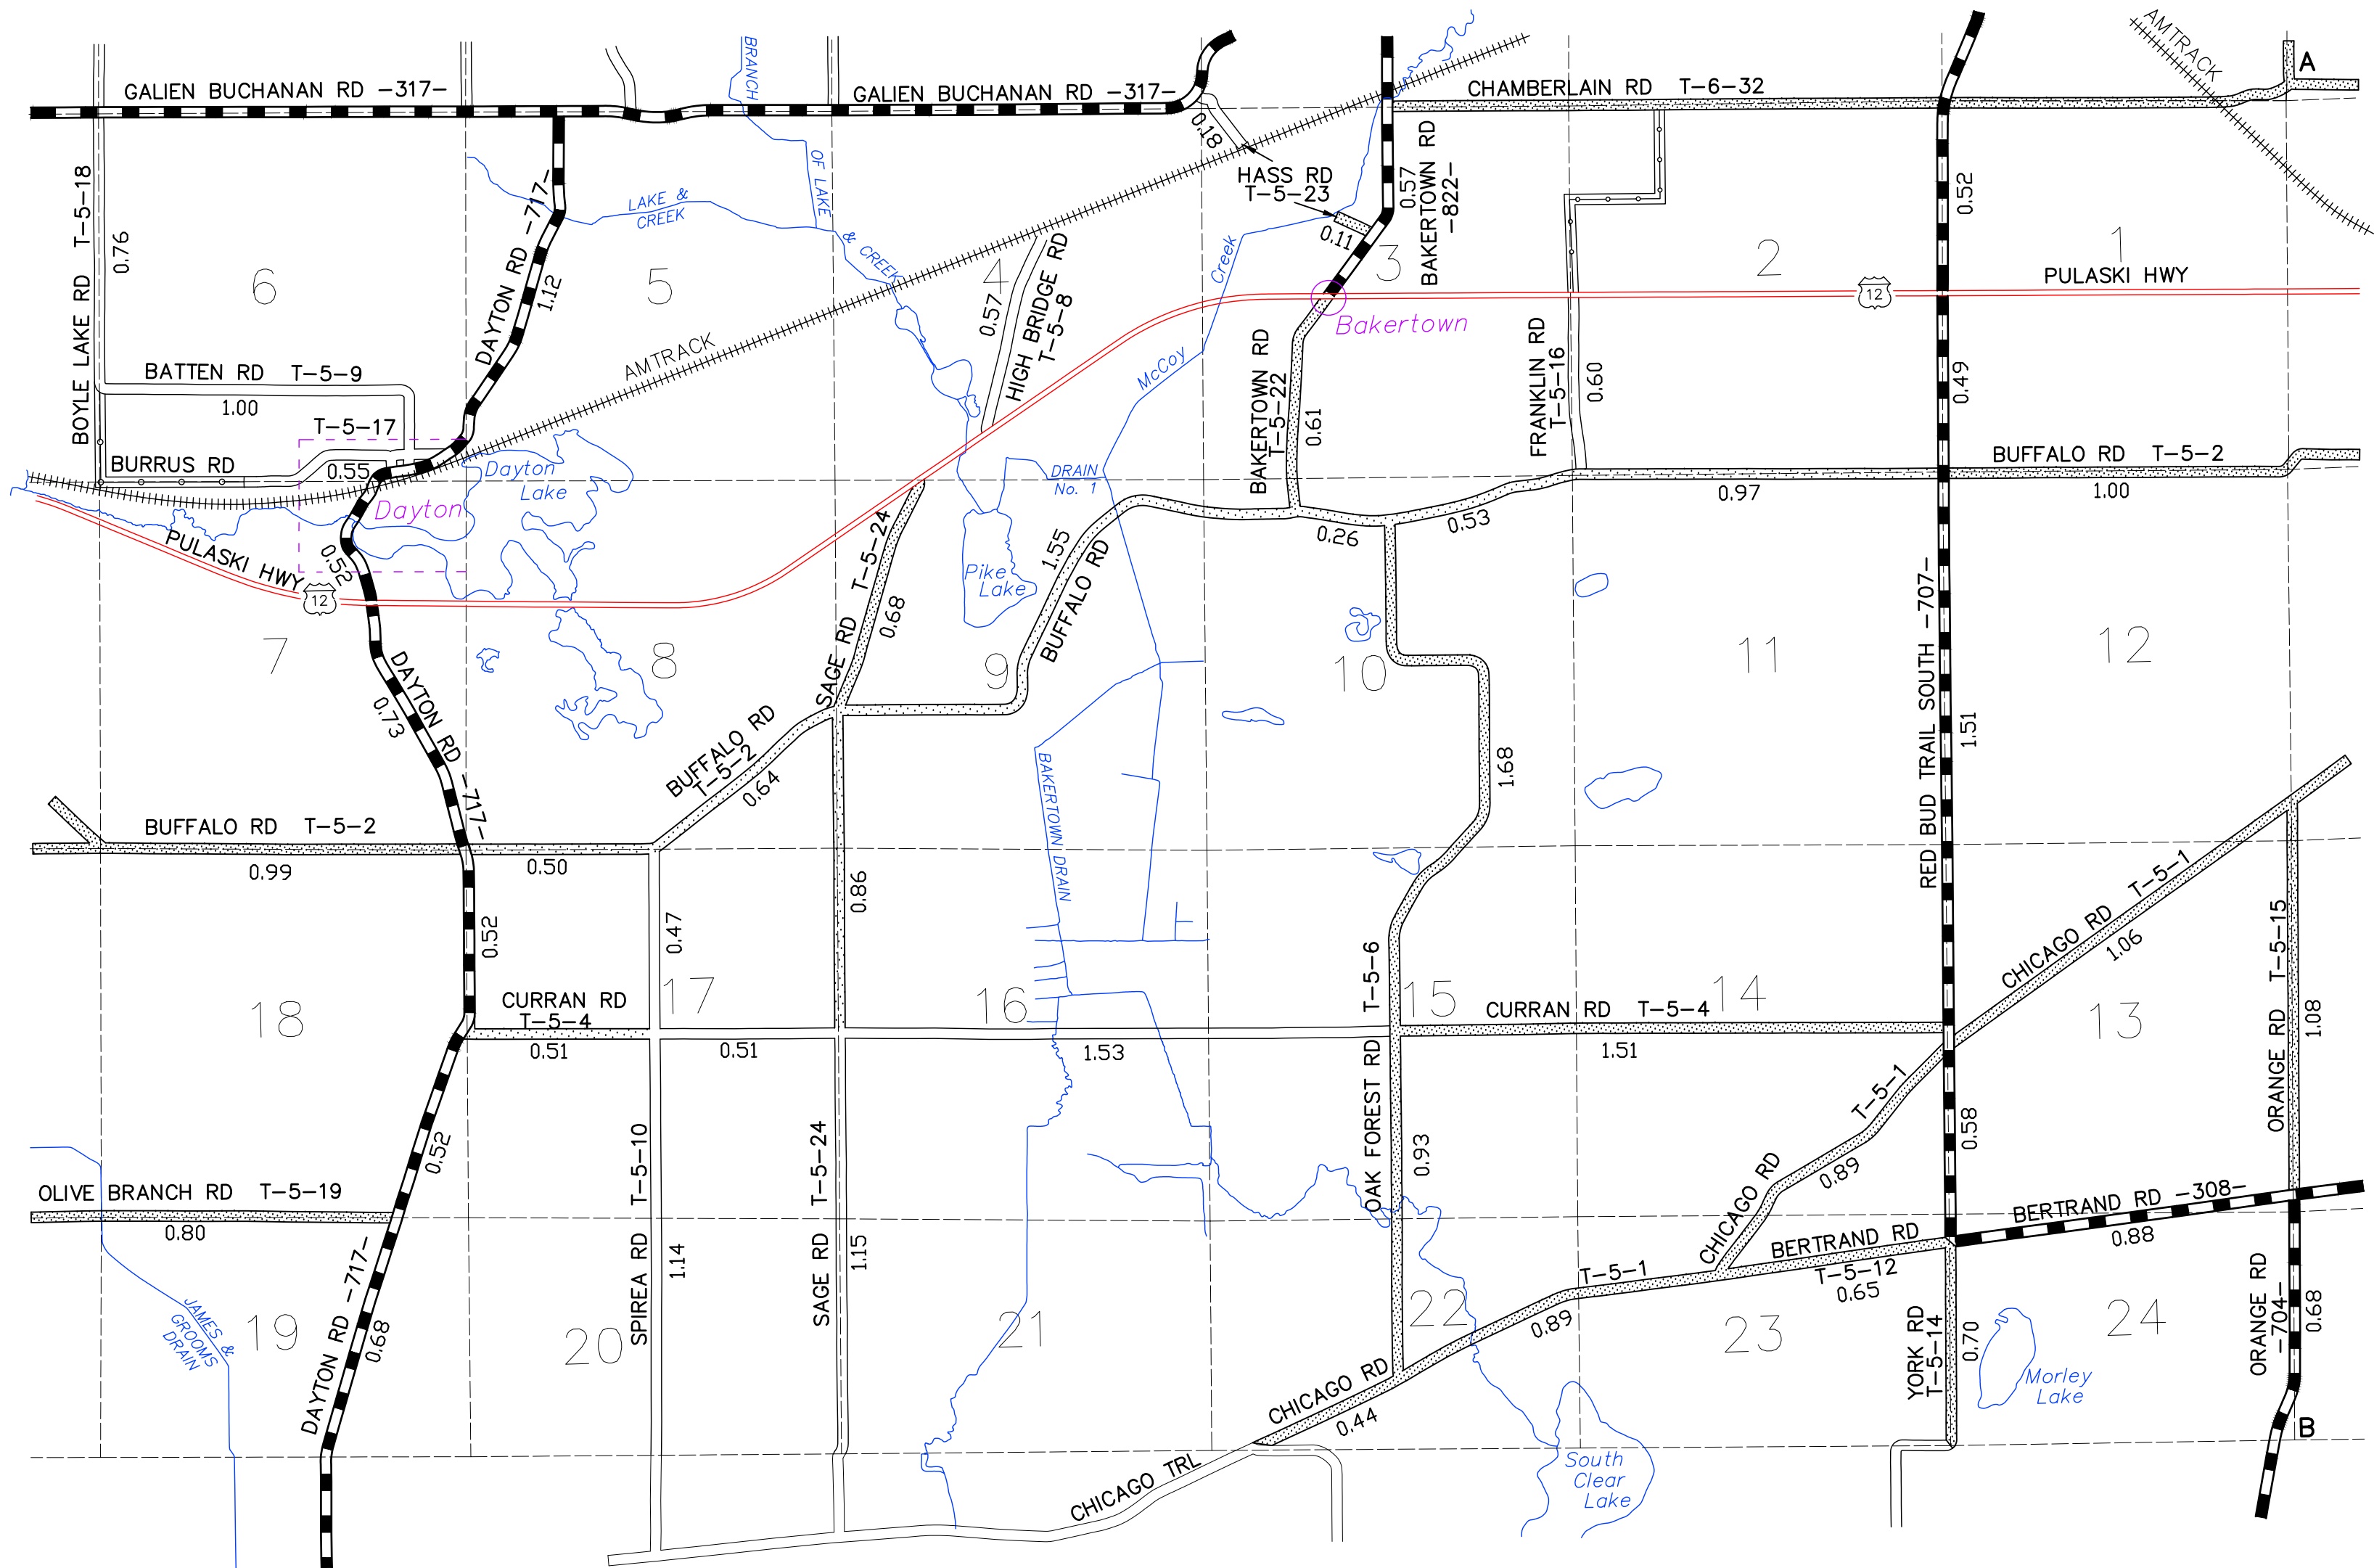 BRANCH
AMTRACK
A
GALIEN BUCHANAN RD -317-
GALIEN BUCHANAN RD -317-
CHAMBERLAIN RD T-6-32
0.18
OF LAKE
HASS RD
T-5-23
0.11
0.57
BAKERTOWN RD
-822-
0.52
BOYLE LAKE RD T-5-18
0.76
DAYTON RD -717-
1.12
LAKE &
CREEK
& CREEK
6
5
4
3
2
1
PULASKI HWY
12
0.57
HIGH BRIDGE RD
T-5-8
Creek
McCoy
Bakertown
AMTRACK
BATTEN RD T-5-9
1.00
BAKERTOWN RD
T-5-22
0.61
FRANKLIN RD
T-5-16
0.60
0.49
T-5-17
BURRUS RD
0.55
Dayton
Lake
Dayton
DRAIN
No. 1
BUFFALO RD T-5-2
0.97
1.00
0.26
0.53
PULASKI HWY
12
0.52
SAGE RD T-5-24
0.68
Pike
Lake
1.55
BUFFALO RD
7
8
9
10
11
12
DAYTON RD -717-
0.73
BUFFALO RD
T-5-2
0.64
BAKERTOWN DRAIN
1.68
RED BUD TRAIL SOUTH -707-
1.51
BUFFALO RD T-5-2
0.99
0.50
0.52
0.47
0.86
CHICAGO RD T-5-1
1.06
ORANGE RD T-5-15
1.08
18
17
16
15
14
13
CURRAN RD
T-5-4
0.51
0.51
1.53
CURRAN RD T-5-4
1.51
OAK FOREST RD T-5-6
0.93
0.52
SPIREA RD T-5-10
1.14
SAGE RD T-5-24
1.15
T-5-1
CHICAGO RD
0.89
0.58
OLIVE BRANCH RD T-5-19
0.80
BERTRAND RD -308-
0.88
BERTRAND RD
T-5-12
0.65
T-5-1
0.89
JAMES &
GROOMS
DRAIN
19
20
21
22
23
24
DAYTON RD -717-
0.68
YORK RD
T-5-14
0.70
ORANGE RD
-704-
0.68
Morley
Lake
CHICAGO RD
0.44
B
CHICAGO TRL
South
Clear
Lake